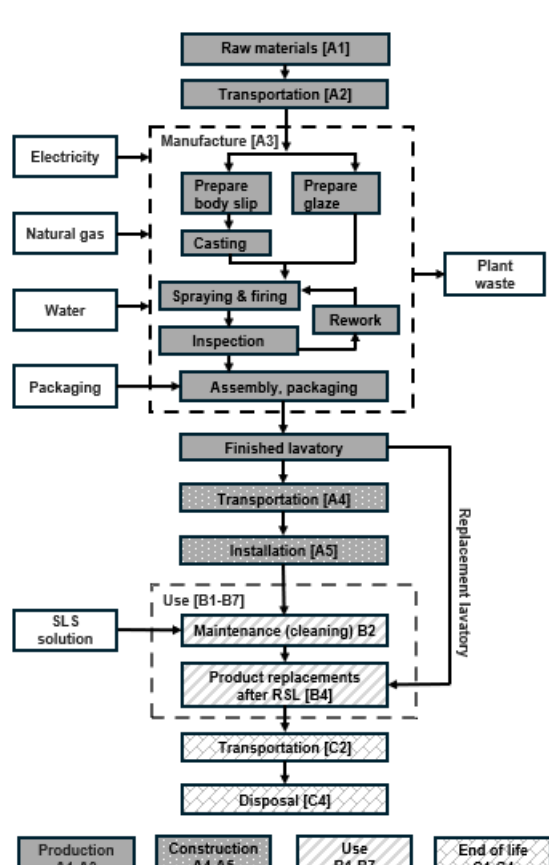 Raw materials [A1]
Transportation [A2]
Manufacture [A3]
Electricity
Prepare
body slip
Prepare
glaze
Natural gas
Casting
Plant
waste
Spraying & firing
Water
Rework
Inspection
Packaging
Assembly, packaging
Finished lavatory
Transportation [A4]
Replacement lavatory
Installation [A5]
Use [B1-B7]
SLS
solution
Maintenance (cleaning) B2
Product replacements
after RSL [B4]
Transportation [C2]
Disposal [C4]
Production
Construction
Use
End of life